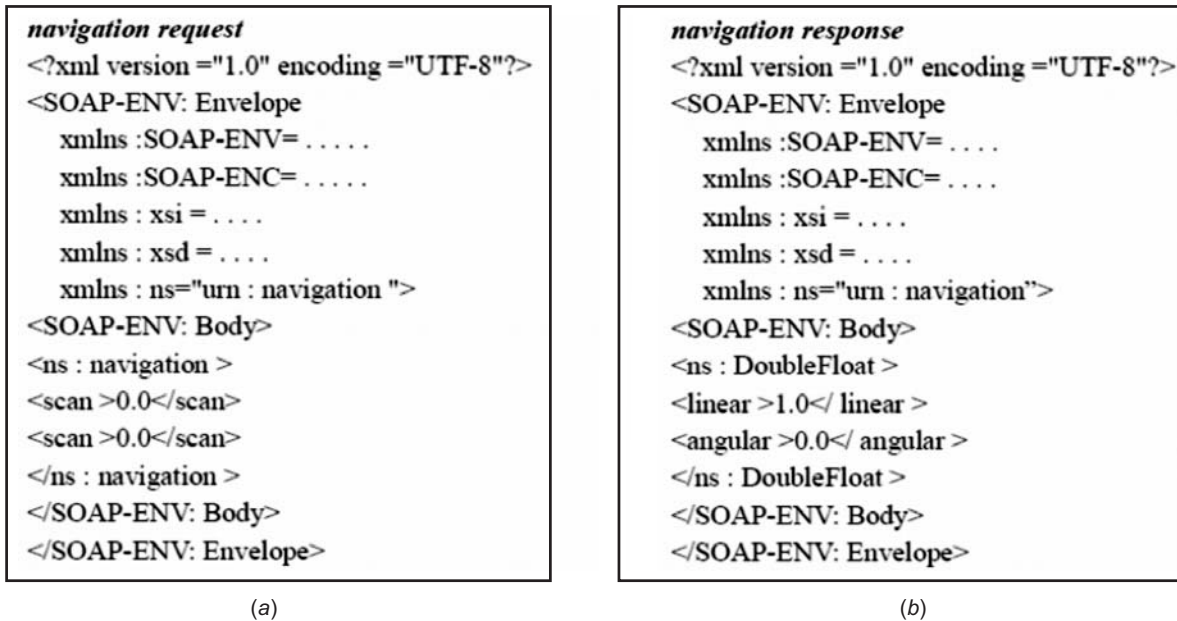 navigation request
<?xml version ="1.0" encoding ="UTF-8"?>
<SOAP-ENV: Envelope
xmlns :SOAP-ENV= . . . . .
xmlns :SOAP-ENC= . . . . .
xmlns : xsi = . . . .
xmlns : xsd = . . . .
xmlns : ns="urn : navigation ">
<SOAP-ENV: Body>
<ns : navigation >
<scan >0.0</scan>
<scan >0.0</scan>
</ns : navigation >
</SOAP-ENV: Body>
</SOAP-ENV: Envelope>
(a)
navigation response
<?xml version ="1.0" encoding ="UTF-8"?>
<SOAP-ENV: Envelope
xmlns :SOAP-ENV= . . . .
xmlns :SOAP-ENC= . . . .
xmlns : xsi = . . . .
xmlns : xsd = . . . .
xmlns : ns="urn : navigation”>
<SOAP-ENV: Body>
<ns : DoubleFloat >
<linear >1.0</ linear >
<angular >0.0</ angular >
</ns : DoubleFloat >
</SOAP-ENV: Body>
</SOAP-ENV: Envelope>
(b)